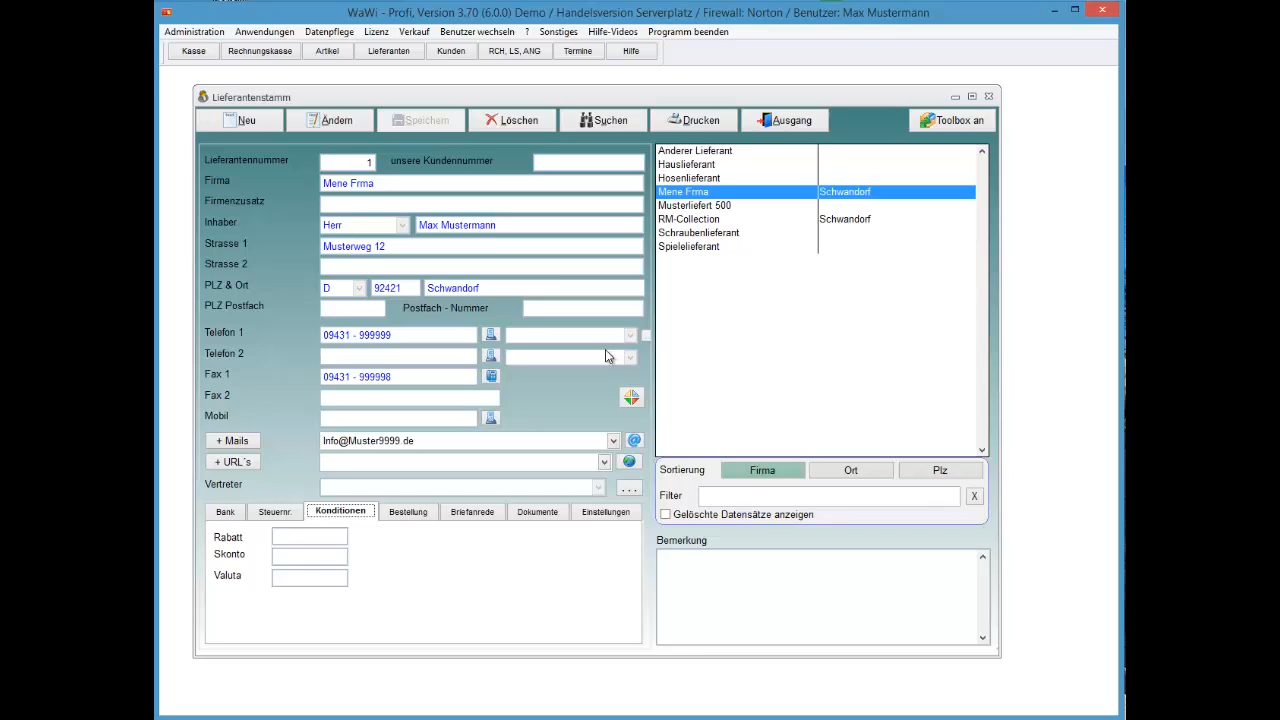 WaWi - Profi, Version 3.70 (6.0.0) Demo / Handelsversion Serverplatz / Firewall: Norton / Benutzer: Max Mustermann
Administration Anwendungen Datenpflege Lizenz Verkauf Benutzer wechseln ? Sonstiges Hilfe-Videos Programm beenden
Kasse Rechnungskasse Artikel Lieferanten Kunden RCH, LS, ANG Termine Hilfe
Lieferantenstamm
Neu Ändern Speichern Löschen Suchen Drucken Ausgang Toolbox an
Lieferantennummer 1 unsere Kundennummer
Firma Mene Frma
Firmenzusatz
Inhaber Herr Max Mustermann
Strasse 1 Musterweg 12
Strasse 2
PLZ & Ort D 92421 Schwandorf
PLZ Postfach Postfach - Nummer
Telefon 1 09431 - 999999
Telefon 2
Fax 1 09431 - 999998
Fax 2
Mobil
+ Mails Info@Muster9999.de
+ URL´s
Vertreter ...
Bank Steuernr. Konditionen Bestellung Briefanrede Dokumente Einstellungen
Rabatt
Skonto
Valuta
Anderer Lieferant
Hauslieferant
Hosenlieferant
Mene Frma Schwandorf
Musterliefert 500
RM-Collection Schwandorf
Schraubenlieferant
Spielelieferant
Sortierung Firma Ort Plz
Filter X
Gelöschte Datensätze anzeigen
Bemerkung